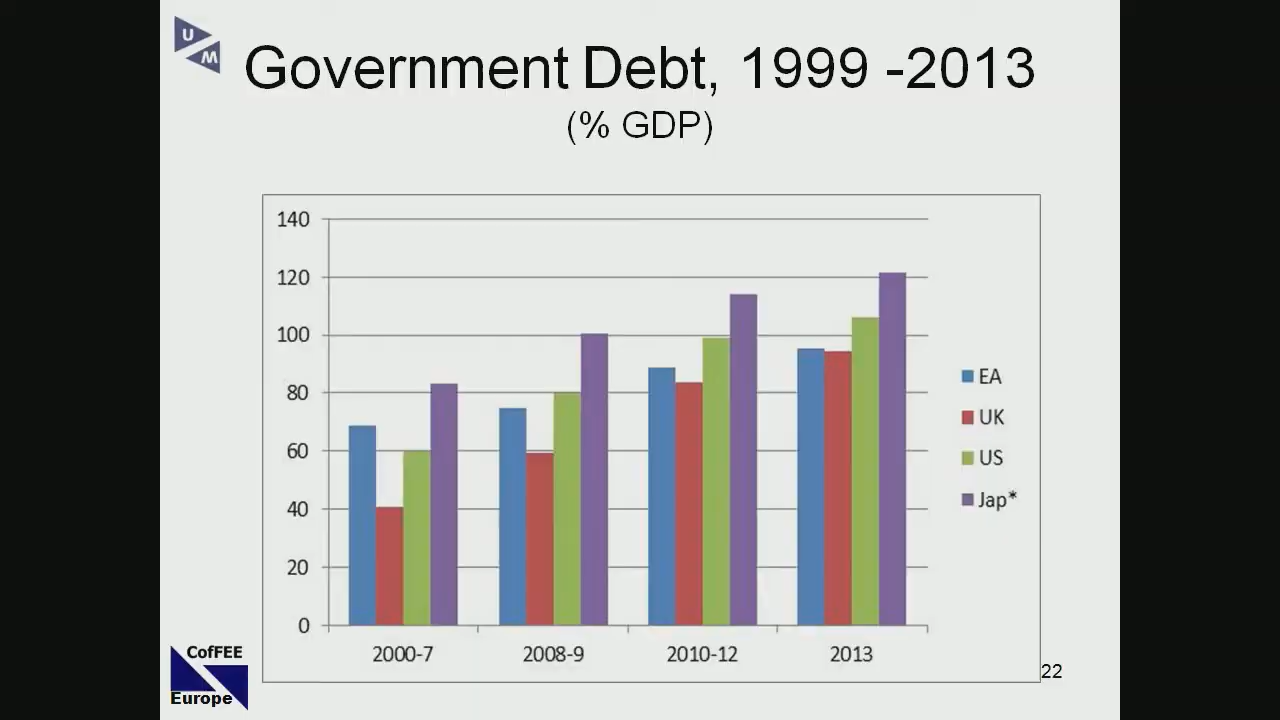 U
M
Government Debt, 1999 -2013
(% GDP)
140
120
100
80
60
40
20
0
2000-7
2008-9
2010-12
2013
EA
UK
US
Jap*
CofFEE
Europe
22